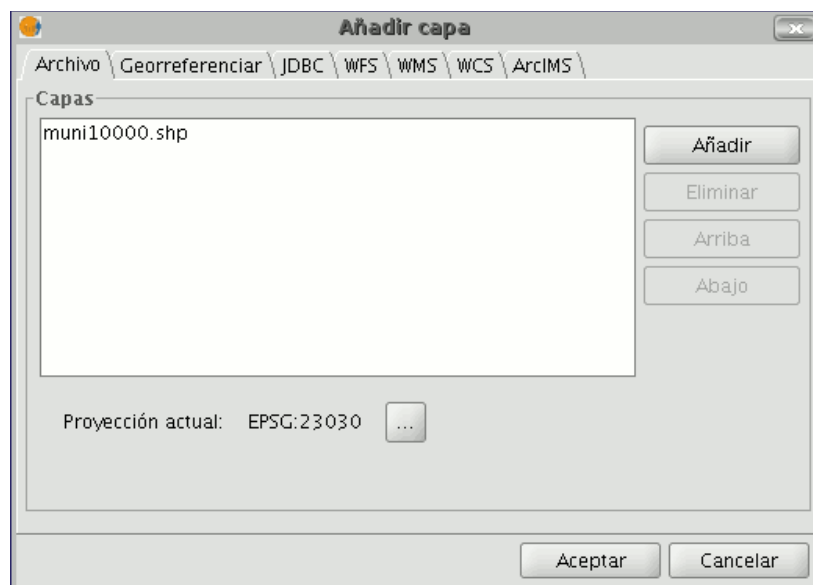 Añadir capa
Archivo Georreferenciar JDBC WFS WMS WCS ArcIMS
Capas
muni10000.shp
Añadir
Eliminar
Arriba
Abajo
Proyección actual: EPSG:23030 ...
Aceptar Cancelar